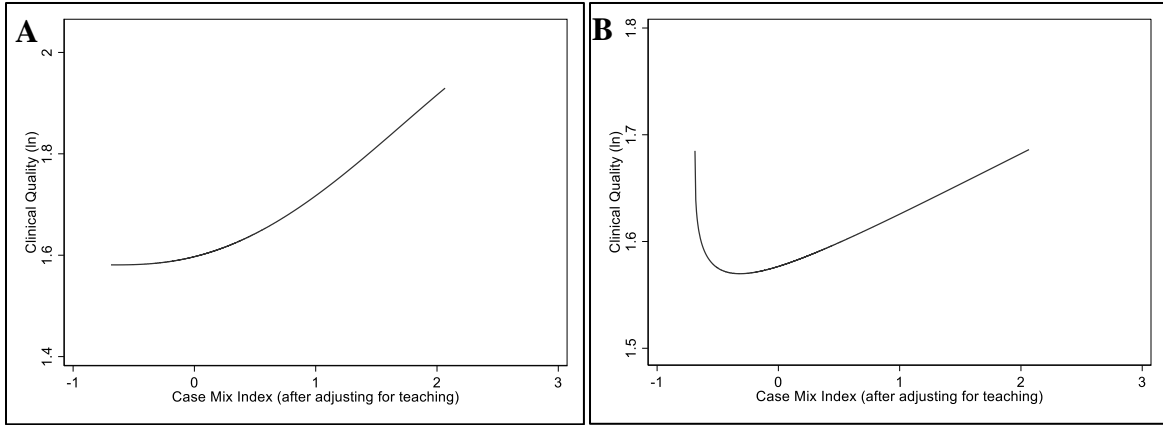 A
Clinical Quality (ln)
2
1.8
1.6
1.4
-1 0 1 2 3
Case Mix Index (after adjusting for teaching)
B
Clinical Quality (ln)
1.8
1.7
1.6
1.5
-1 0 1 2 3
Case Mix Index (after adjusting for teaching)